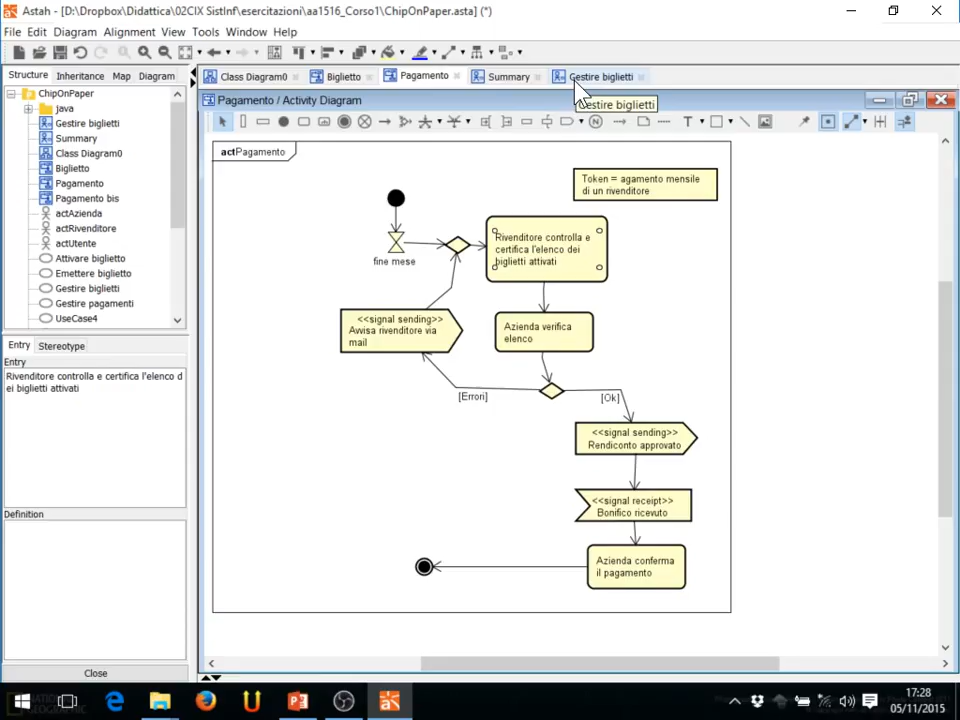 Astah - [D:\Dropbox\Didattica\02CIX SistInf\esercitazioni\aa1516_Corso1\ChipOnPaper.asta] (*)
File Edit Diagram Alignment View Tools Window Help
Structure Inheritance Map Diagram
ChipOnPaper
java
Gestire biglietti
Summary
Class Diagram0
Biglietto
Pagamento
Pagamento bis
actAzienda
actRivenditore
actUtente
Attivare biglietto
Emettere biglietto
Gestire biglietti
Gestire pagamenti
UseCase4
Entry Stereotype
Entry
Rivenditore controlla e certifica l'elenco d
ei biglietti attivati
Definition
Close
Class Diagram0 Biglietto Pagamento Summary Gestire biglietti
Gestire biglietti
Pagamento / Activity Diagram
T
N
act Pagamento
Token = agamento mensile
di un rivenditore
fine mese
Rivenditore controlla e
certifica l'elenco dei
biglietti attivati
<<signal sending>>
Avvisa rivenditore via
mail
Azienda verifica
elenco
[Errori]
[Ok]
<<signal sending>>
Rendiconto approvato
<<signal receipt>>
Bonifico ricevuto
Azienda conferma
il pagamento
17:28
05/11/2015